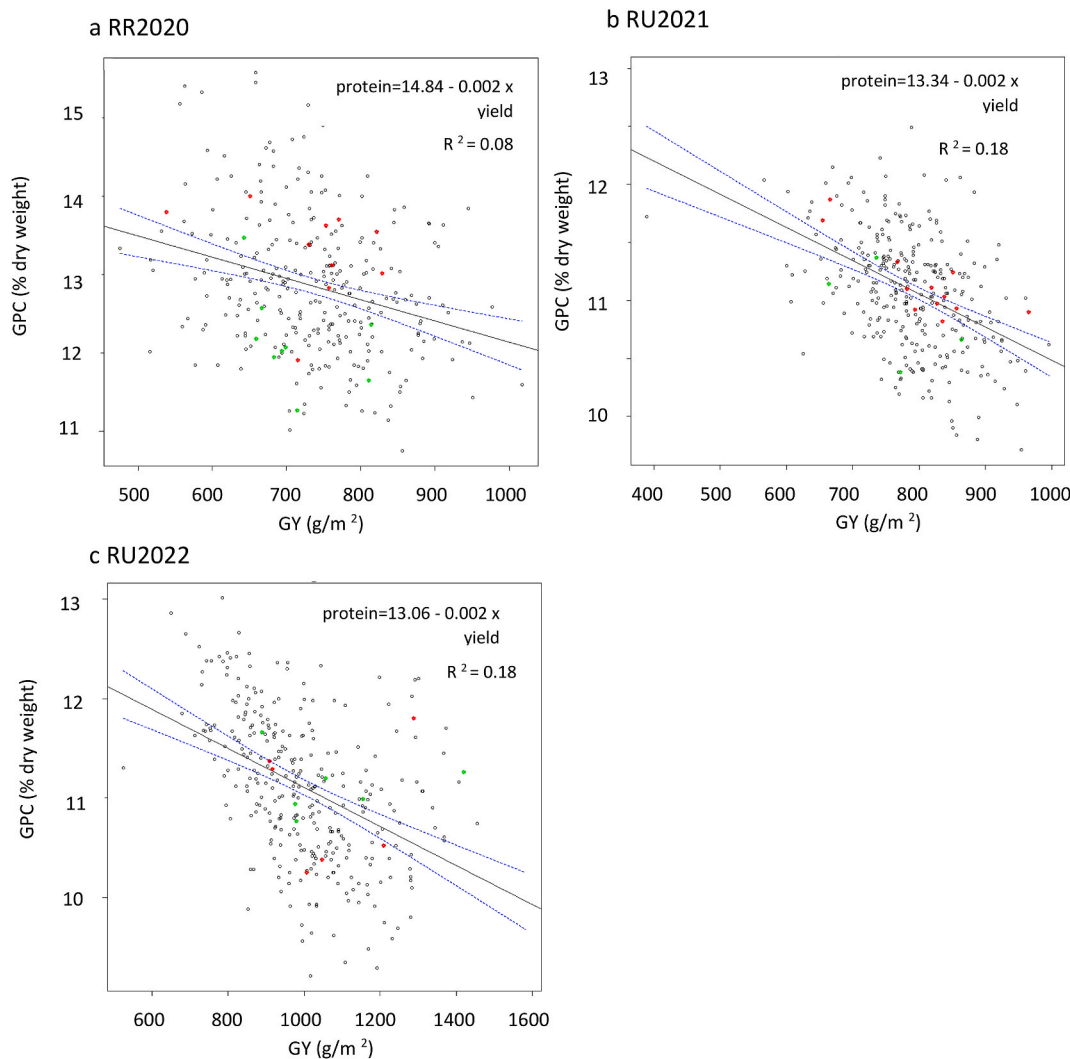 a RR2020
protein=14.84 - 0.002 x
yield
R ² = 0.08
GPC (% dry weight)
15
14
13
12
11
500 600 700 800 900 1000
GY (g/m ²)
b RU2021
protein=13.34 - 0.002 x
yield
R ² = 0.18
GPC (% dry weight)
13
12
11
10
400 500 600 700 800 900 1000
GY (g/m ²)
c RU2022
protein=13.06 - 0.002 x
yield
R ² = 0.18
GPC (% dry weight)
13
12
11
10
600 800 1000 1200 1400 1600
GY (g/m ²)